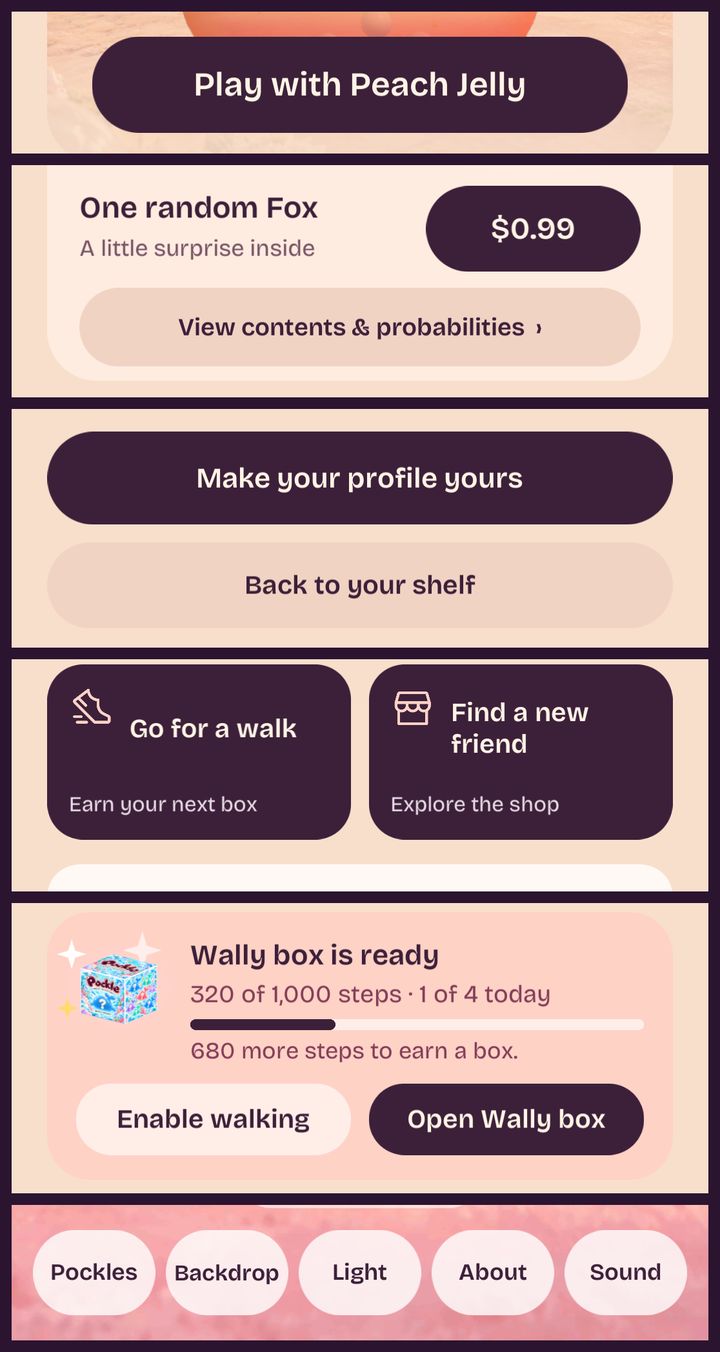 Play with Peach Jelly
One random Fox
$0.99
A little surprise inside
View contents & probabilities ›
Make your profile yours
Back to your shelf
Go for a walk
Earn your next box
Find a new
friend
Explore the shop
Pockle
Pockle
?
Wally box is ready
320 of 1,000 steps · 1 of 4 today
680 more steps to earn a box.
Enable walking
Open Wally box
Pockles
Backdrop
Light
About
Sound